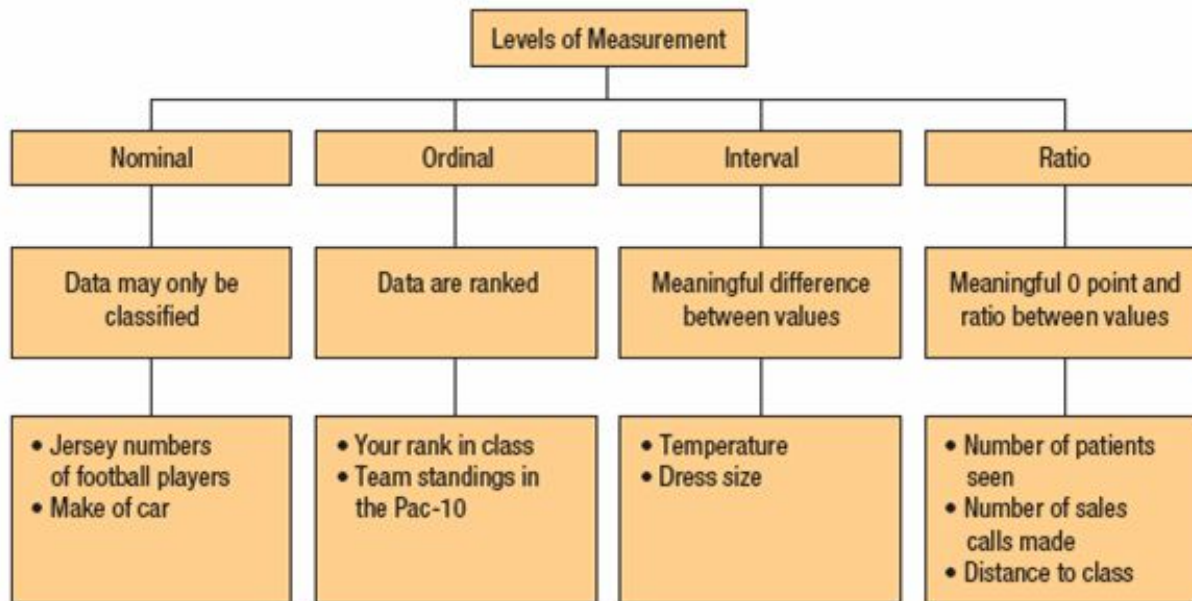 Levels of Measurement
Nominal
Ordinal
Interval
Ratio
Data may only be
classified
Data are ranked
Meaningful difference
between values
Meaningful 0 point and
ratio between values
• Jersey numbers
of football players
• Make of car
• Your rank in class
• Team standings in
the Pac-10
• Temperature
• Dress size
• Number of patients
seen
• Number of sales
calls made
• Distance to class